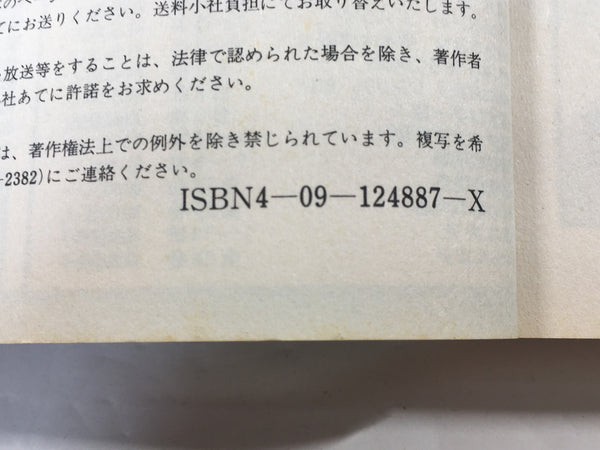 てにお送りください。送料小社負担にてお取り替えいたします。
放送等をすることは、法律で認められた場合を除き、著作者
社あてに許諾をお求めください。
は、著作権法上での例外を除き禁じられています。複写を希
-2382)にご連絡ください。
ISBN4―09―124887―X